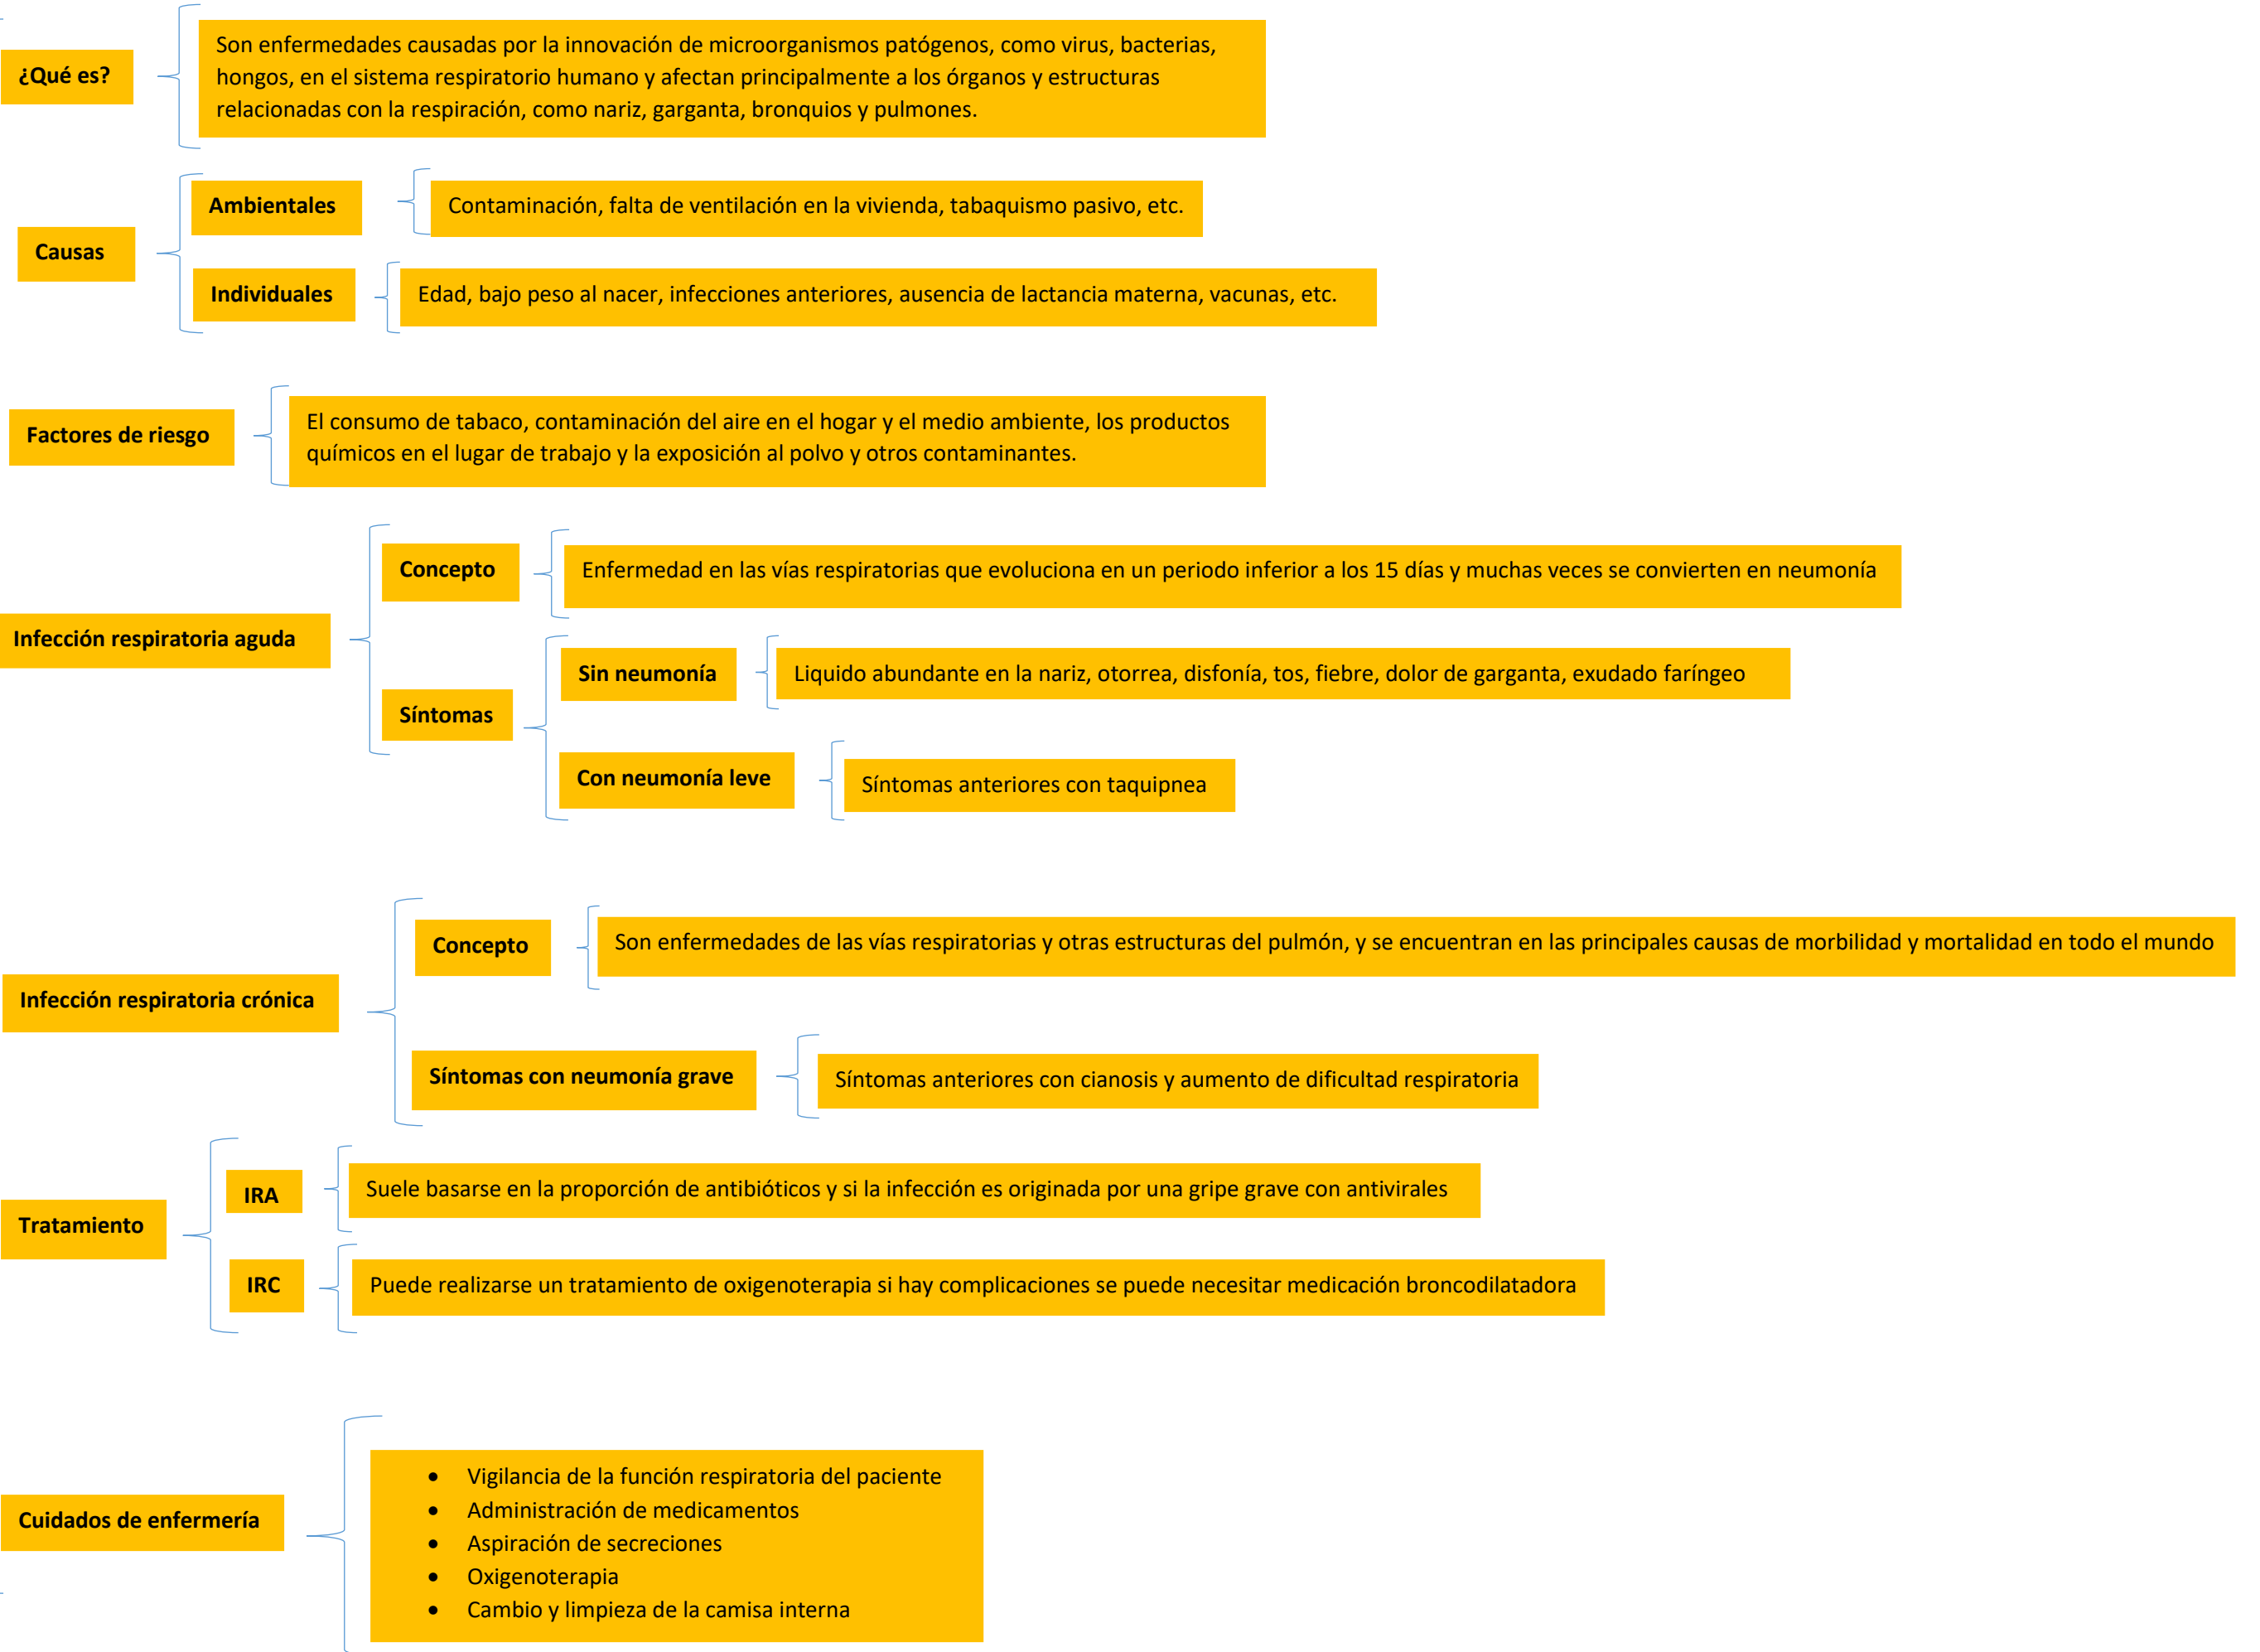 ¿Qué es?
Son enfermedades causadas por la innovación de microorganismos patógenos, como virus, bacterias,
hongos, en el sistema respiratorio humano y afectan principalmente a los órganos y estructuras
relacionadas con la respiración, como nariz, garganta, bronquios y pulmones.
Causas
Ambientales
Contaminación, falta de ventilación en la vivienda, tabaquismo pasivo, etc.
Individuales
Edad, bajo peso al nacer, infecciones anteriores, ausencia de lactancia materna, vacunas, etc.
Factores de riesgo
El consumo de tabaco, contaminación del aire en el hogar y el medio ambiente, los productos
químicos en el lugar de trabajo y la exposición al polvo y otros contaminantes.
Infección respiratoria aguda
Concepto
Enfermedad en las vías respiratorias que evoluciona en un periodo inferior a los 15 días y muchas veces se convierten en neumonía
Síntomas
Sin neumonía
Liquido abundante en la nariz, otorrea, disfonía, tos, fiebre, dolor de garganta, exudado faríngeo
Con neumonía leve
Síntomas anteriores con taquipnea
Infección respiratoria crónica
Concepto
Son enfermedades de las vías respiratorias y otras estructuras del pulmón, y se encuentran en las principales causas de morbilidad y mortalidad en todo el mundo
Síntomas con neumonía grave
Síntomas anteriores con cianosis y aumento de dificultad respiratoria
Tratamiento
IRA
Suele basarse en la proporción de antibióticos y si la infección es originada por una gripe grave con antivirales
IRC
Puede realizarse un tratamiento de oxigenoterapia si hay complicaciones se puede necesitar medicación broncodilatadora
Cuidados de enfermería
• Vigilancia de la función respiratoria del paciente
• Administración de medicamentos
• Aspiración de secreciones
• Oxigenoterapia
• Cambio y limpieza de la camisa interna